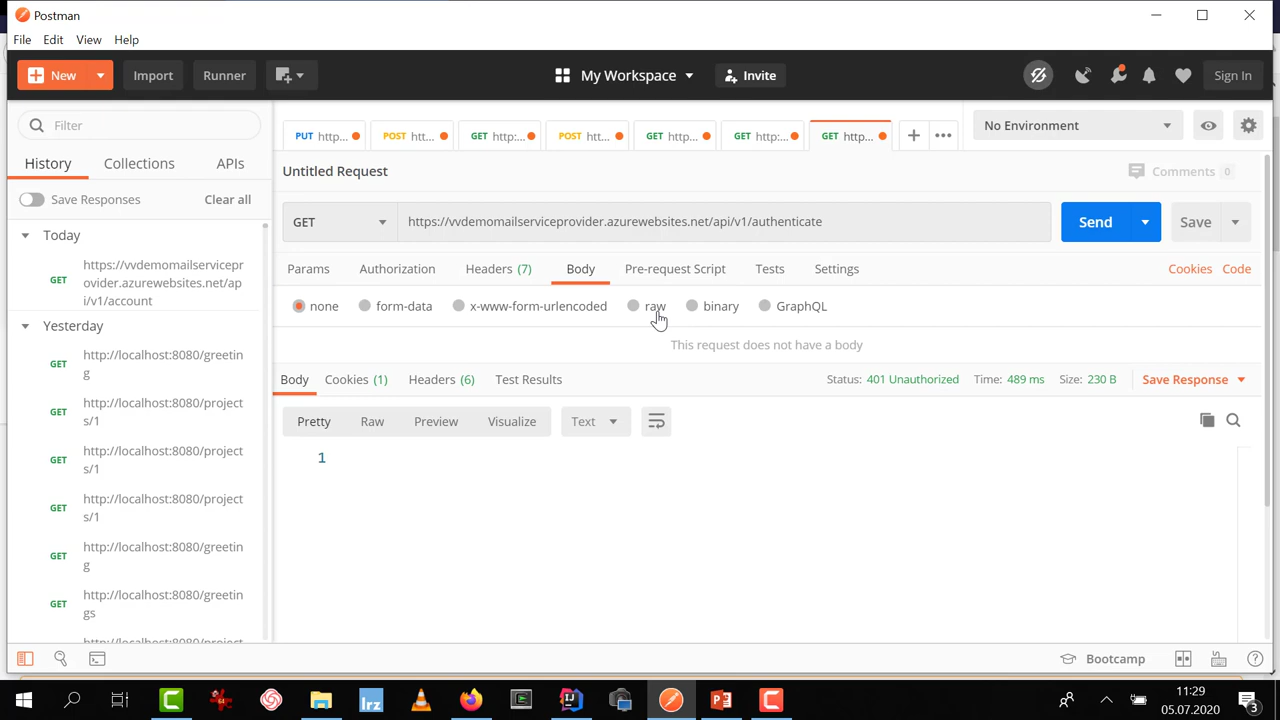 Postman
File Edit View Help
New Import Runner My Workspace Invite Sign In
Filter
PUT http... POST htt... GET http:... POST htt... GET http... GET http:... GET http... No Environment
History Collections APIs
Untitled Request Comments 0
Save Responses Clear all
GET https://vvdemomailserviceprovider.azurewebsites.net/api/v1/authenticate Send Save
Today
GET https://vvdemomailservicepr
ovider.azurewebsites.net/ap
i/v1/account
Params Authorization Headers (7) Body Pre-request Script Tests Settings Cookies Code
none form-data x-www-form-urlencoded raw binary GraphQL
This request does not have a body
Yesterday
GET http://localhost:8080/greetin
g
GET http://localhost:8080/project
s/1
GET http://localhost:8080/project
s/1
GET http://localhost:8080/project
s/1
GET http://localhost:8080/greetin
g
GET http://localhost:8080/greetin
gs
http://localhost:8080/project
Body Cookies (1) Headers (6) Test Results Status: 401 Unauthorized Time: 489 ms Size: 230 B Save Response
Pretty Raw Preview Visualize Text
1
Bootcamp
lrz
11:29
05.07.2020
3